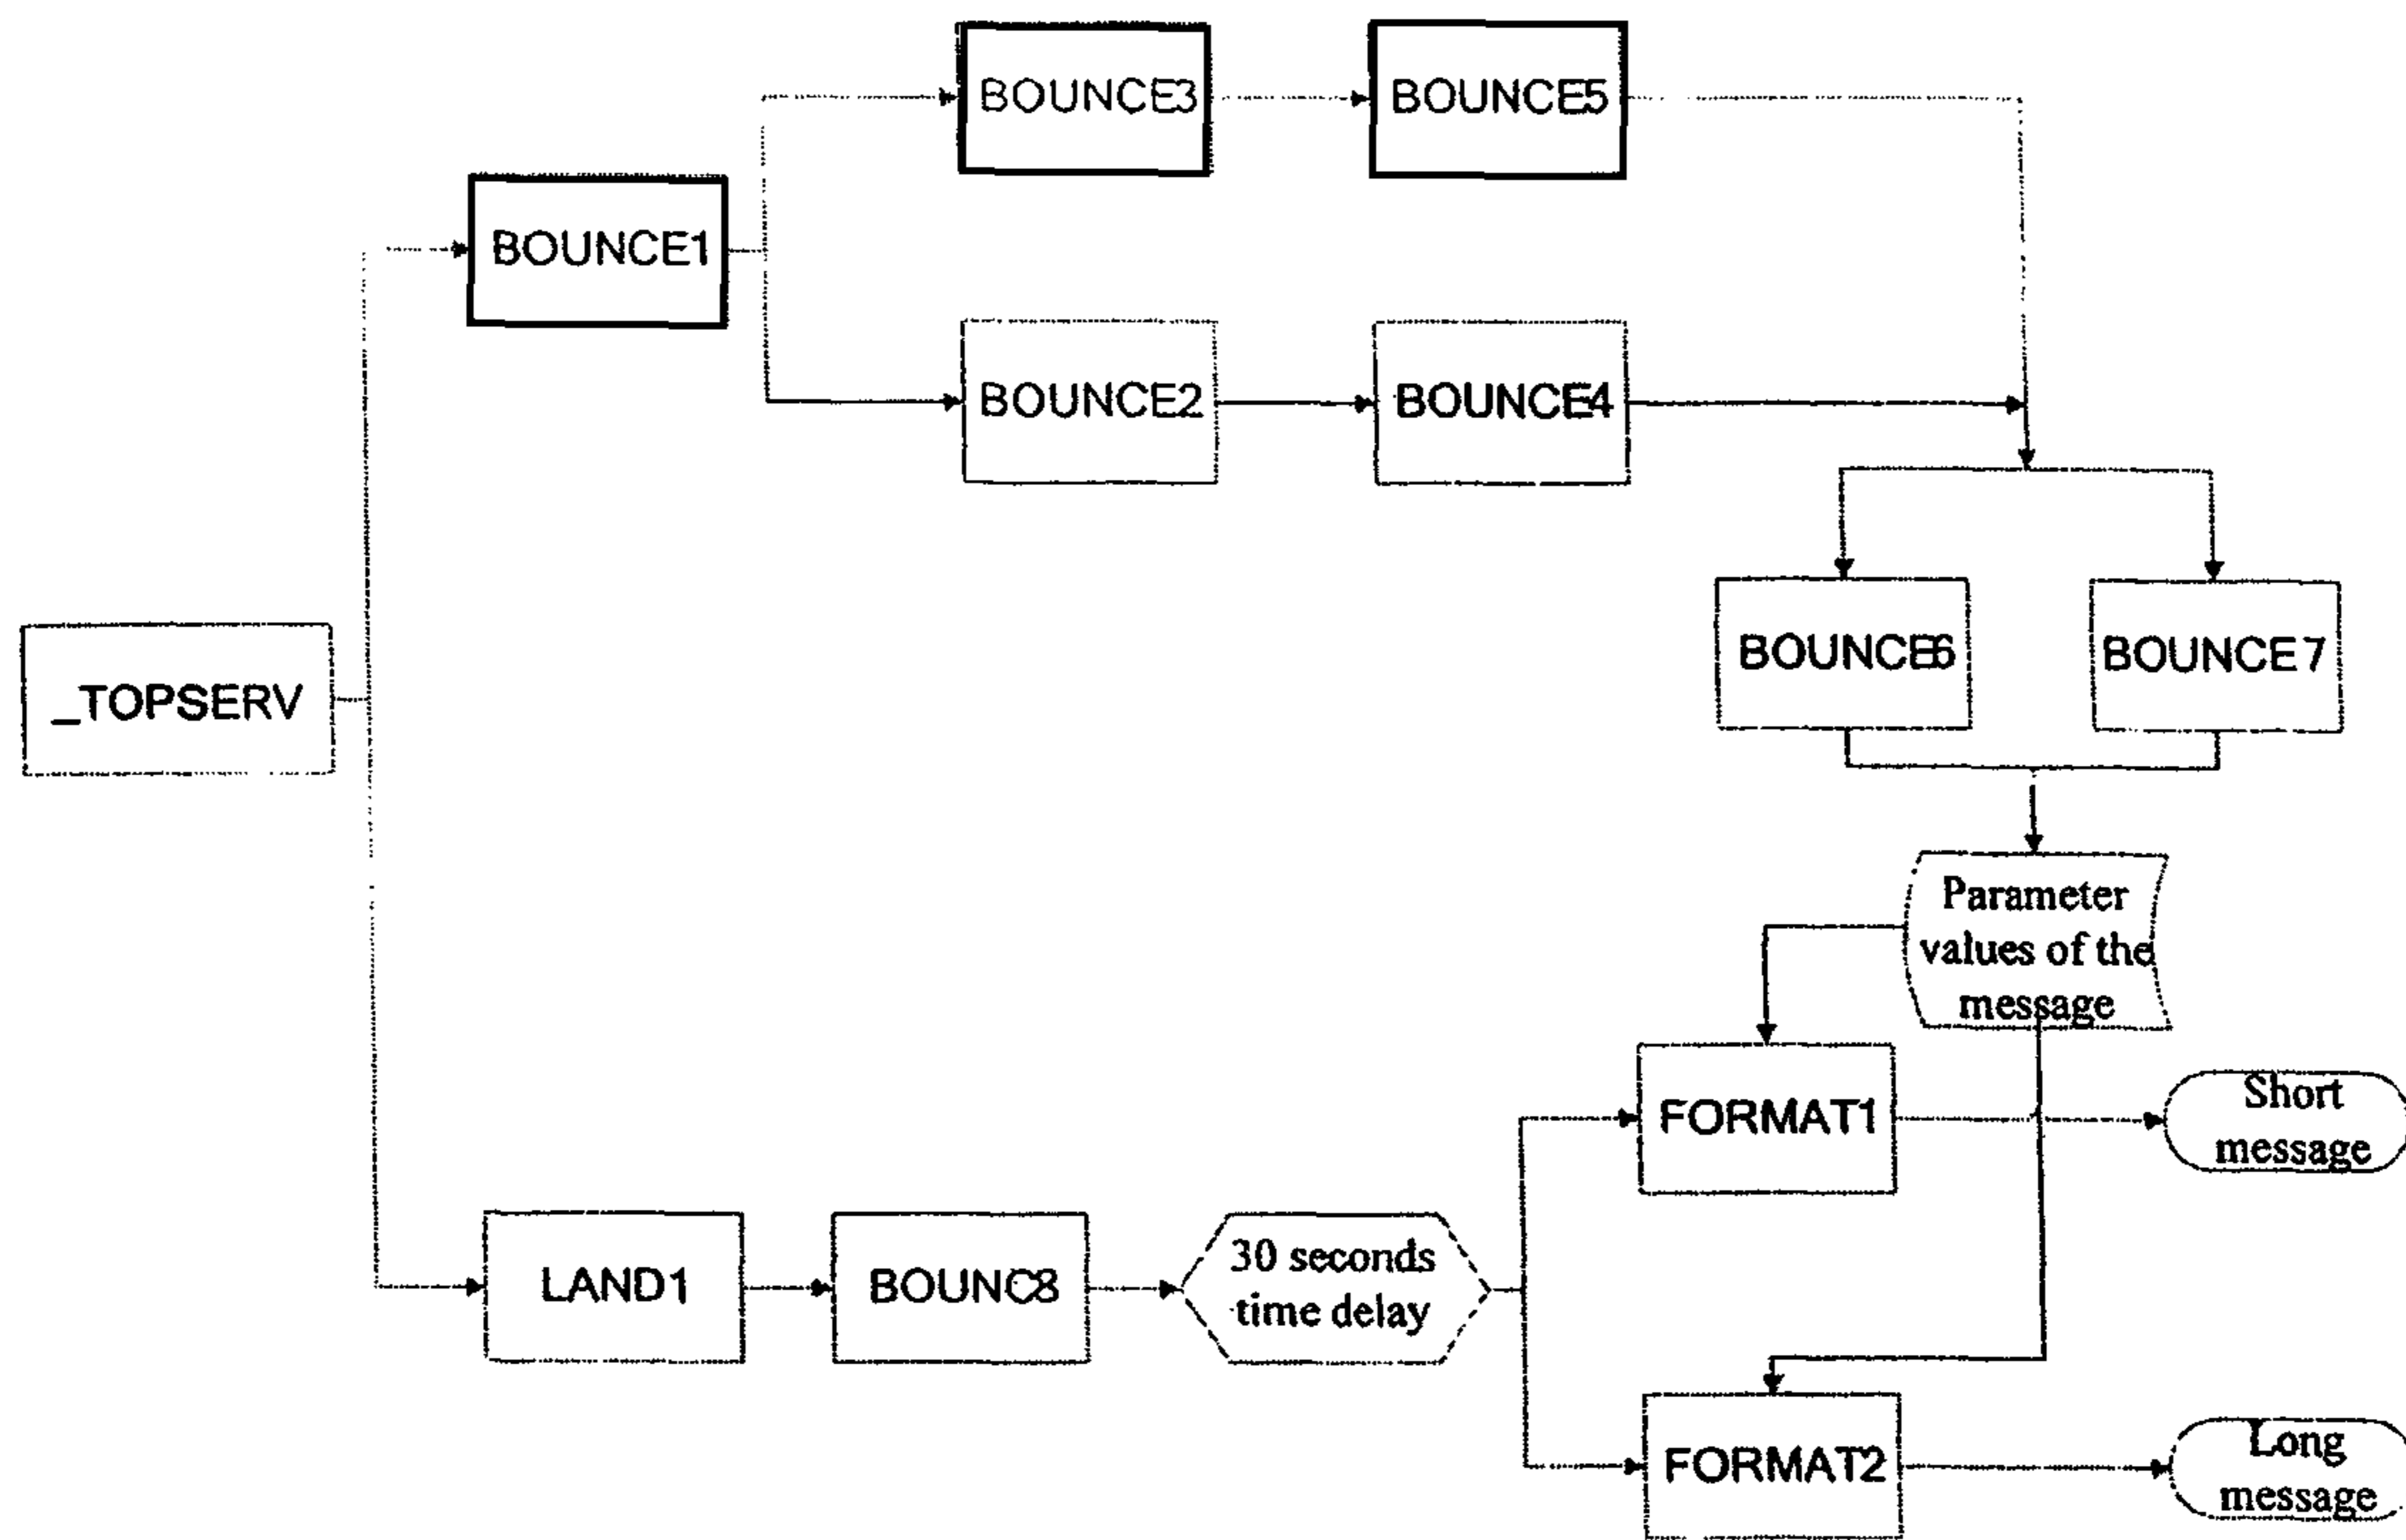 BOUNCE3
BOUNCE5
BOUNCE1
BOUNCE2
BOUNCE4
BOUNCE6
BOUNCE7
_TOPSERV
Parameter
values of the
message
FORMAT1
Short
message
LAND1
BOUNC8
30 seconds
time delay
FORMAT2
Long
message